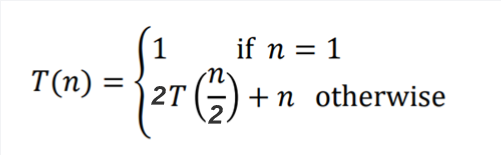 T(n) = { 1 if n = 1
2T(n/2) + n otherwise